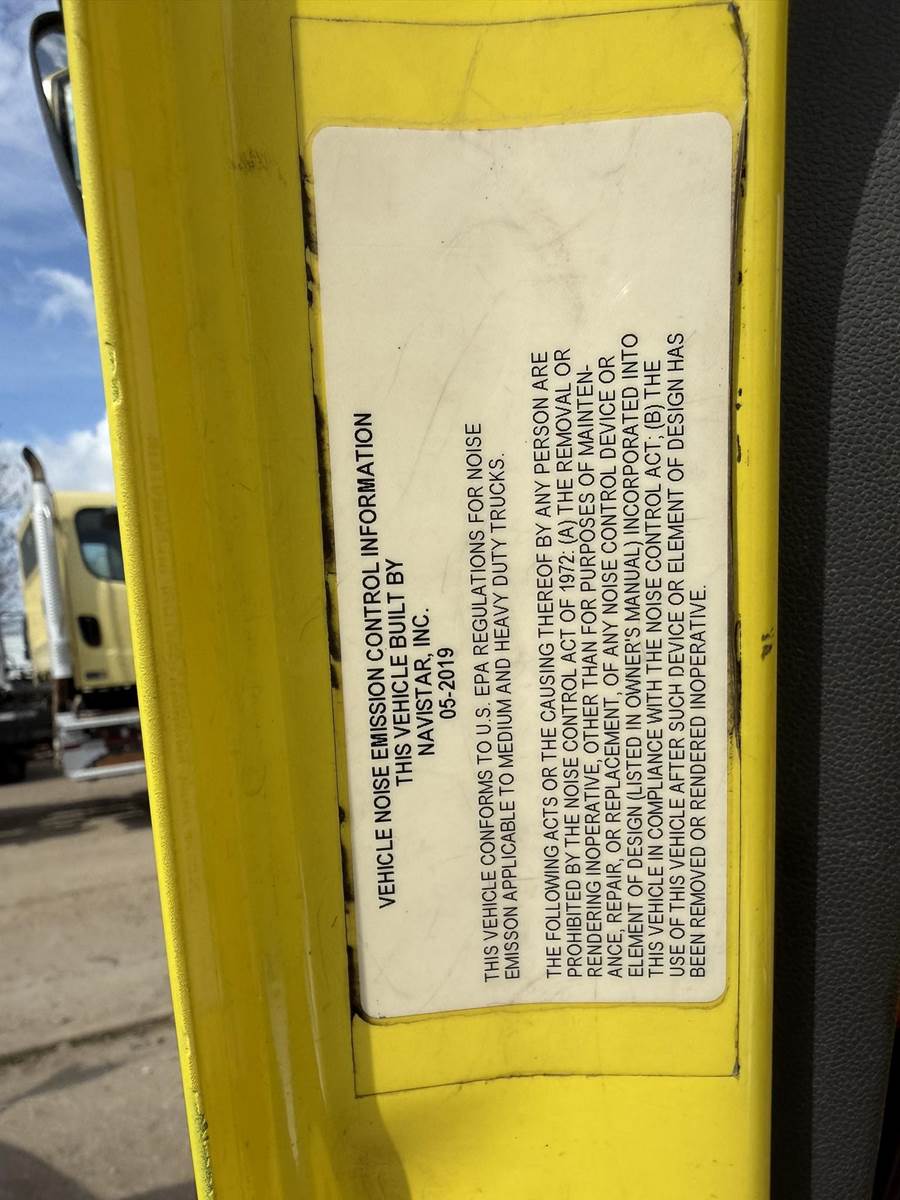 VEHICLE NOISE EMISSION CONTROL INFORMATION
THIS VEHICLE BUILT BY
NAVISTAR, INC.
05-2019
THIS VEHICLE CONFORMS TO U.S. EPA REGULATIONS FOR NOISE
EMISSON APPLICABLE TO MEDIUM AND HEAVY DUTY TRUCKS.
THE FOLLOWING ACTS OR THE CAUSING THEREOF BY ANY PERSON ARE
PROHIBITED BY THE NOISE CONTROL ACT OF 1972: (A) THE REMOVAL OR
RENDERING INOPERATIVE, OTHER THAN FOR PURPOSES OF MAINTEN-
ANCE, REPAIR, OR REPLACEMENT, OF ANY NOISE CONTROL DEVICE OR
ELEMENT OF DESIGN (LISTED IN OWNER'S MANUAL) INCORPORATED INTO
THIS VEHICLE IN COMPLIANCE WITH THE NOISE CONTROL ACT; (B) THE
USE OF THIS VEHICLE AFTER SUCH DEVICE OR ELEMENT OF DESIGN HAS
BEEN REMOVED OR RENDERED INOPERATIVE.